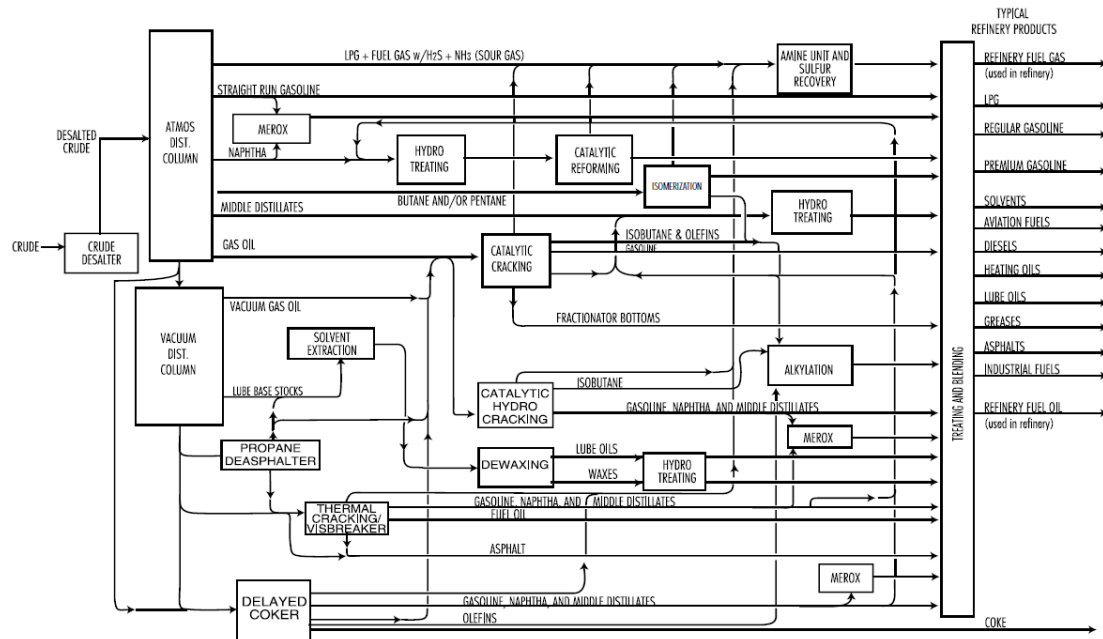 TYPICAL
REFINERY PRODUCTS
LPG + FUEL GAS w/H2S + NH3 (SOUR GAS)
AMINE UNIT AND
SULFUR
RECOVERY
REFINERY FUEL GAS
(used in refinery)
STRAIGHT RUN GASOLINE
LPG
ATMOS
DIST.
COLUMN
DESALTED
CRUDE
MEROX
REGULAR GASOLINE
NAPHTHA
HYDRO
TREATING
CATALYTIC
REFORMING
PREMIUM GASOLINE
ISOMERIZATION
BUTANE AND/OR PENTANE
MIDDLE DISTILLATES
HYDRO
TREATING
SOLVENTS
AVIATION FUELS
CRUDE
CRUDE
DESALTER
GAS OIL
CATALYTIC
CRACKING
ISOBUTANE & OLEFINS
GASOLINE
DIESELS
HEATING OILS
VACUUM GAS OIL
LUBE OILS
FRACTIONATOR BOTTOMS
GREASES
VACUUM
DIST.
COLUMN
SOLVENT
EXTRACTION
ASPHALTS
ALKYLATION
INDUSTRIAL FUELS
LUBE BASE STOCKS
ISOBUTANE
CATALYTIC
HYDRO
CRACKING
GASOLINE, NAPHTHA, AND MIDDLE DISTILLATES
REFINERY FUEL OIL
(used in refinery)
TREATING AND BLENDING
MEROX
PROPANE
DEASPHALTER
DEWAXING
LUBE OILS
WAXES
HYDRO
TREATING
THERMAL
CRACKING/
VISBREAKER
GASOLINE, NAPHTHA, AND MIDDLE DISTILLATES
FUEL OIL
ASPHALT
MEROX
DELAYED
COKER
GASOLINE, NAPHTHA, AND MIDDLE DISTILLATES
OLEFINS
COKE